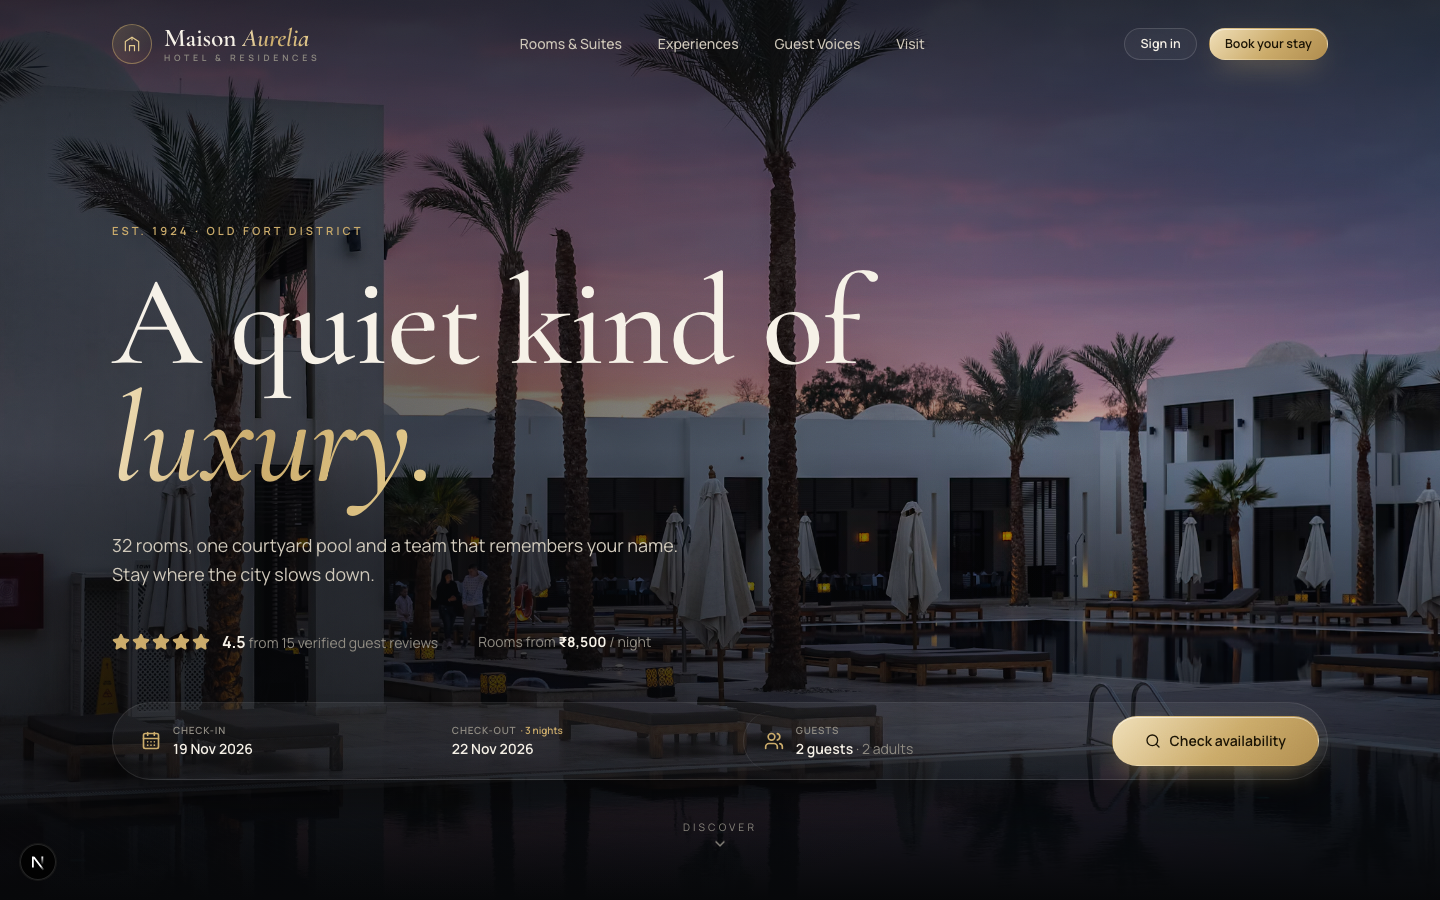 Maison Aurelia
HOTEL & RESIDENCES
Rooms & Suites
Experiences
Guest Voices
Visit
Sign in
Book your stay
EST. 1924 · OLD FORT DISTRICT
A quiet kind of
luxury.
32 rooms, one courtyard pool and a team that remembers your name.
Stay where the city slows down.
4.5 from 15 verified guest reviews
Rooms from ₹8,500 / night
CHECK-IN
19 Nov 2026
CHECK-OUT · 3 nights
22 Nov 2026
GUESTS
2 guests · 2 adults
Check availability
DISCOVER
N